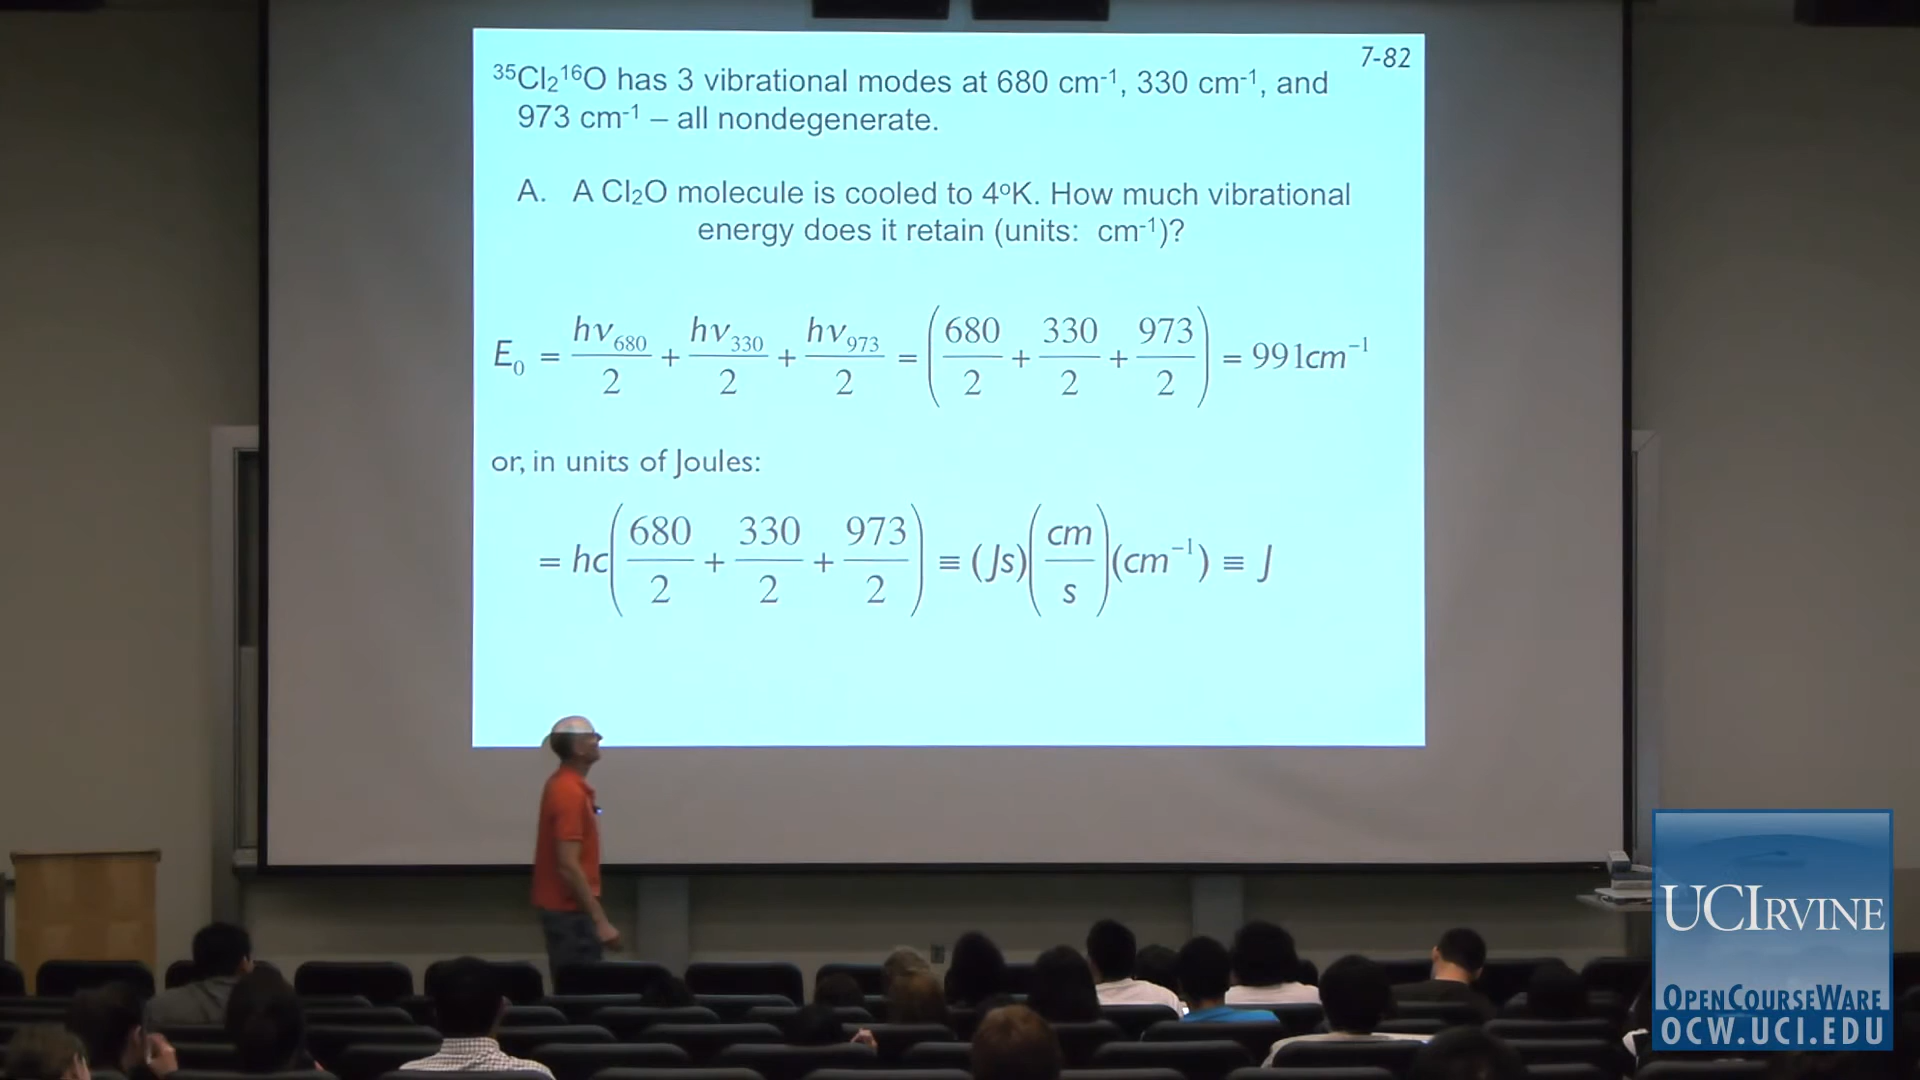 7-82
³⁵Cl₂¹⁶O has 3 vibrational modes at 680 cm⁻¹, 330 cm⁻¹, and
973 cm⁻¹ – all nondegenerate.
A. A Cl₂O molecule is cooled to 4ᵒK. How much vibrational
energy does it retain (units: cm⁻¹)?
E₀ = hν₆₈₀/2 + hν₃₃₀/2 + hν₉₇₃/2 = (680/2 + 330/2 + 973/2) = 991cm⁻¹
or, in units of Joules:
= hc(680/2 + 330/2 + 973/2) ≡ (Js)(cm/s)(cm⁻¹) ≡ J
UCIRVINE
OPENCOURSEWARE
OCW.UCI.EDU